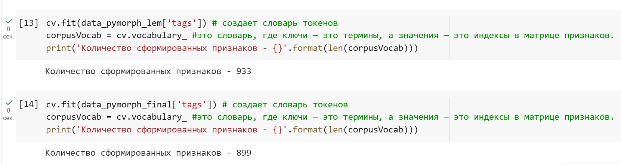 [13] cv.fit(data_pymorph_lem['tags']) # создает словарь токенов
0 сек. corpusVocab = cv.vocabulary_ #это словарь, где ключи — это термины, а значения — это индексы в матрице признаков.
print('Количество сформированных признаков - {}'.format(len(corpusVocab)))
Количество сформированных признаков - 933
[14] cv.fit(data_pymorph_final['tags']) # создает словарь токенов
0 сек. corpusVocab = cv.vocabulary_ #это словарь, где ключи — это термины, а значения — это индексы в матрице признаков.
print('Количество сформированных признаков - {}'.format(len(corpusVocab)))
Количество сформированных признаков - 899